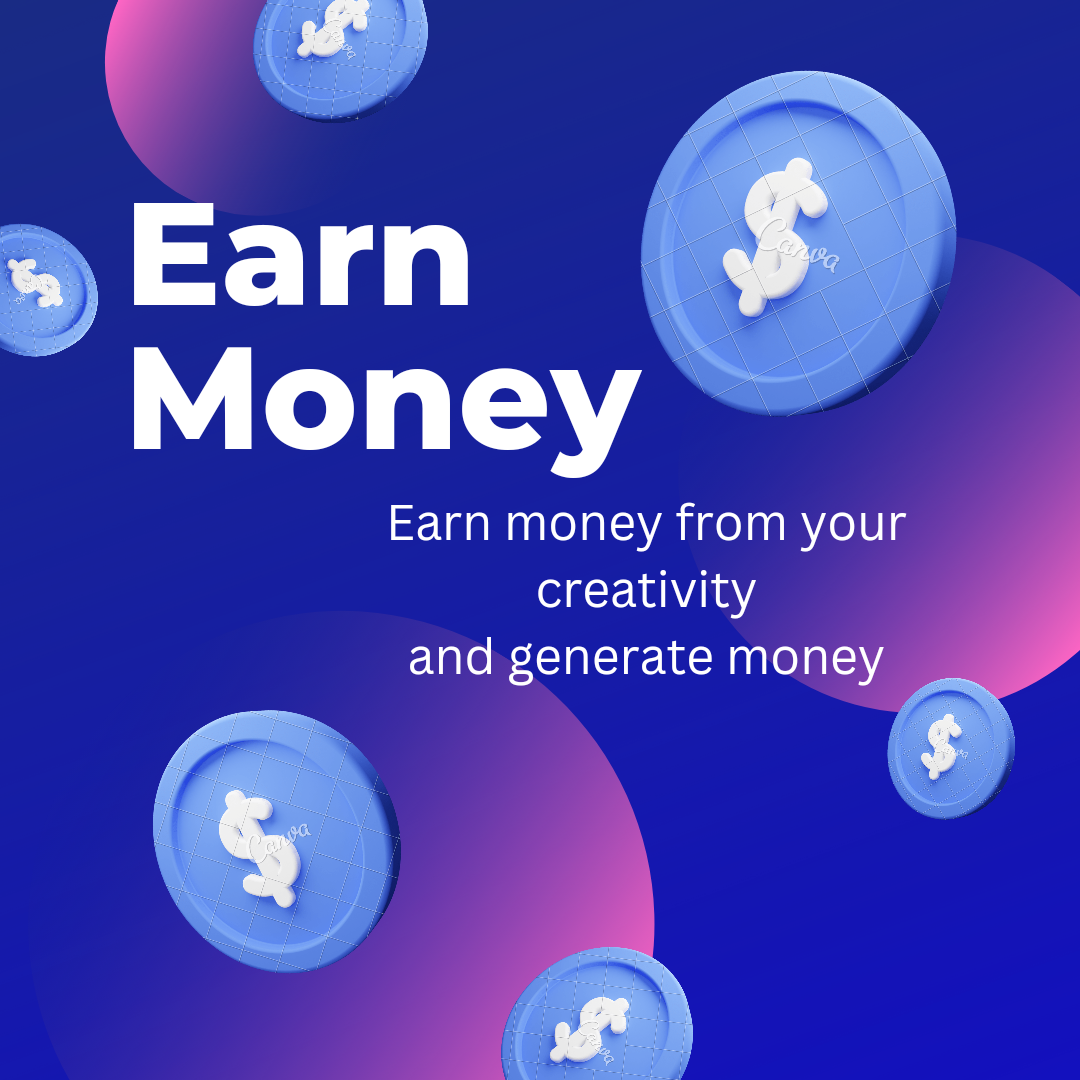 Earn
Money
Earn money from your
creativity
and generate money
Canva
Canva
Canva
Canva
Canva
Canva